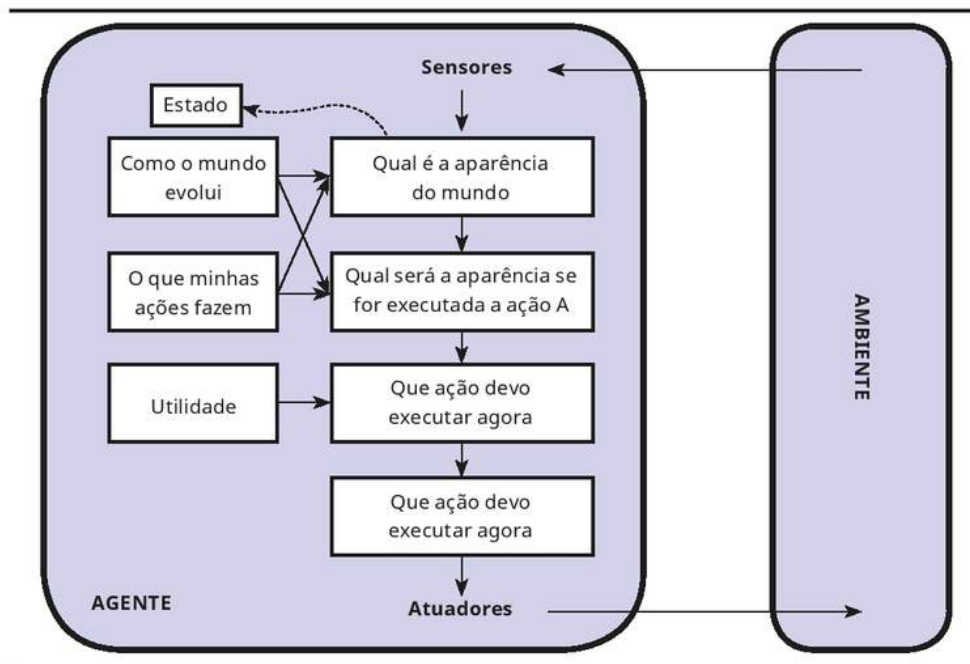 Sensores
Estado
Como o mundo
evolui
Qual é a aparência
do mundo
O que minhas
ações fazem
Qual será a aparência se
for executada a ação A
Utilidade
Que ação devo
executar agora
Que ação devo
executar agora
AGENTE
Atuadores
AMBIENTE